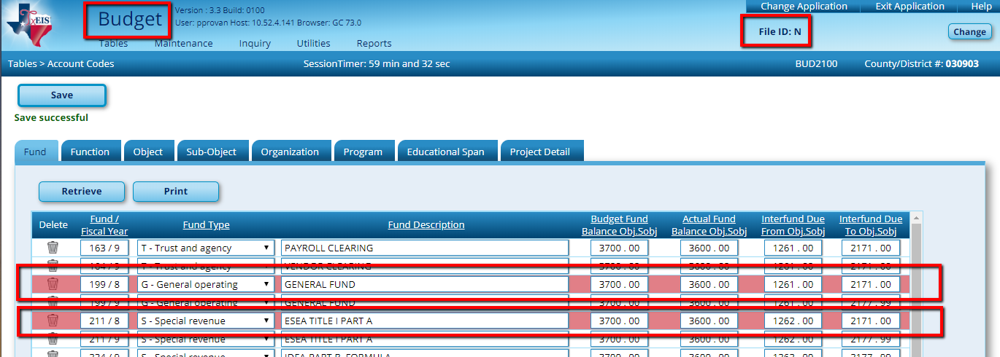 TxEIS
Budget
Version : 3.3 Build: 0100
User: pprovan Host: 10.52.4.141 Browser: GC 73.0
Change Application Exit Application Help
File ID: N
Change
Tables Maintenance Inquiry Utilities Reports
Tables > Account Codes SessionTimer: 59 min and 32 sec BUD2100 County/District #: 030903
Save
Save successful
Fund Function Object Sub-Object Organization Program Educational Span Project Detail
Retrieve Print
Delete Fund / Fiscal Year Fund Type Fund Description Budget Fund Balance Obj.Sobj Actual Fund Balance Obj.Sobj Interfund Due From Obj.Sobj Interfund Due To Obj.Sobj
163 / 9 T - Trust and agency PAYROLL CLEARING 3700 . 00 3600 . 00 1261 . 00 2171 . 00
164 / 9 T - Trust and agency VENDOR CLEARING 3700 . 00 3600 . 00 1261 . 00 2171 . 00
199 / 8 G - General operating GENERAL FUND 3700 . 00 3600 . 00 1261 . 00 2171 . 00
199 / 9 G - General operating GENERAL FUND 3700 . 00 3600 . 00 1261 . 00 2177 . 99
211 / 8 S - Special revenue ESEA TITLE I PART A 3700 . 00 3600 . 00 1262 . 00 2171 . 00
211 / 9 S - Special revenue ESEA TITLE I PART A 3700 . 00 3600 . 00 1262 . 00 2177 . 99
224 / 9 S - Special revenue IDEA PART B, FORMULA 3700 . 00 3600 . 00 1262 . 00 2177 . 99